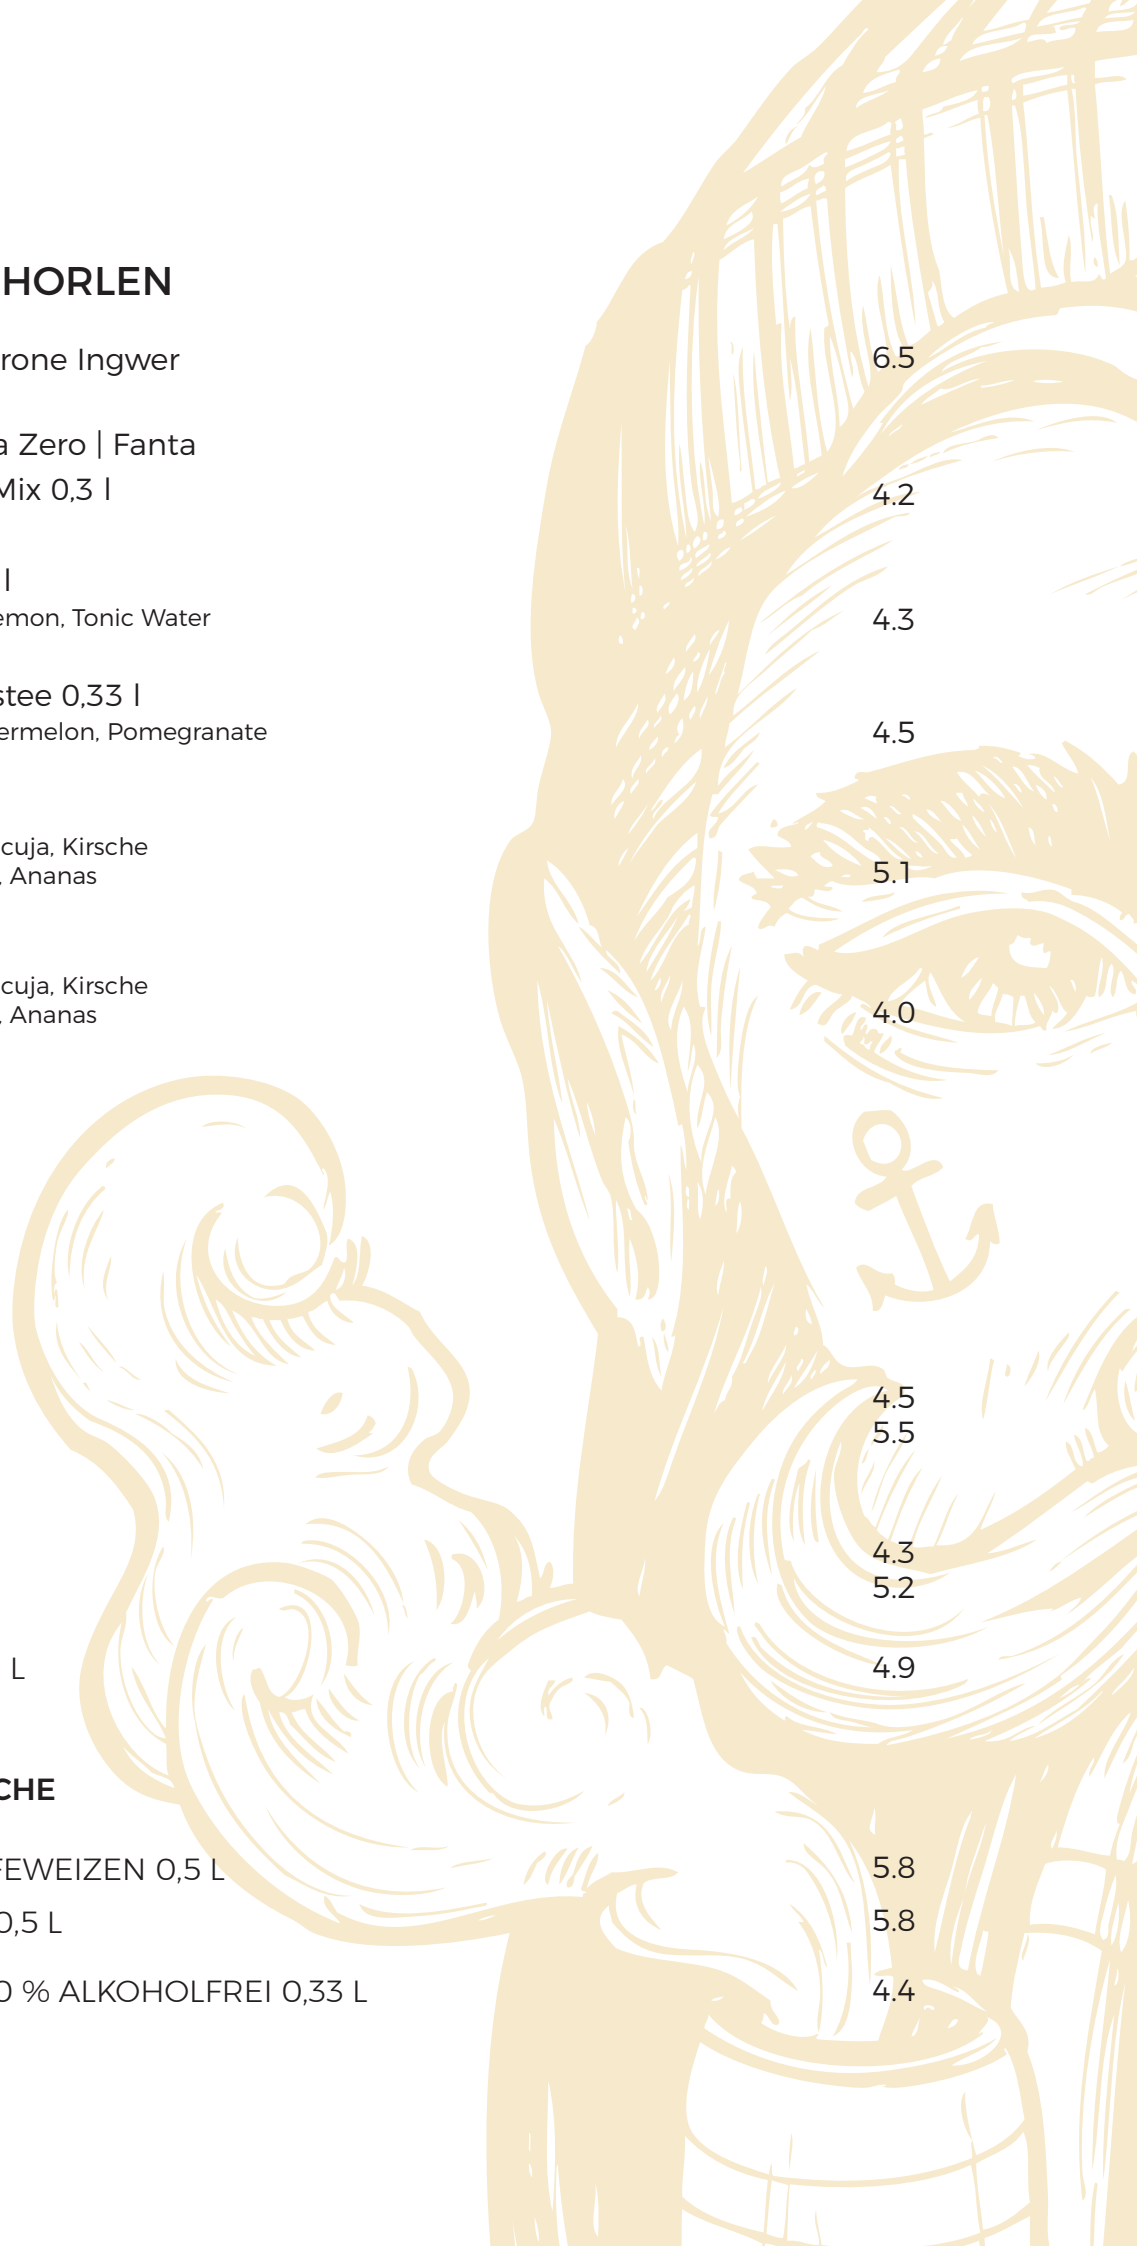 HORLEN
rone Ingwer 6.5
a Zero | Fanta
Mix 0,3 l 4.2
l
emon, Tonic Water 4.3
stee 0,33 l
ermelon, Pomegranate 4.5
cuja, Kirsche
, Ananas 5.1
cuja, Kirsche
, Ananas 4.0
4.5
5.5
4.3
5.2
L 4.9
CHE
FEWEIZEN 0,5 L 5.8
0,5 L 5.8
0 % ALKOHOLFREI 0,33 L 4.4